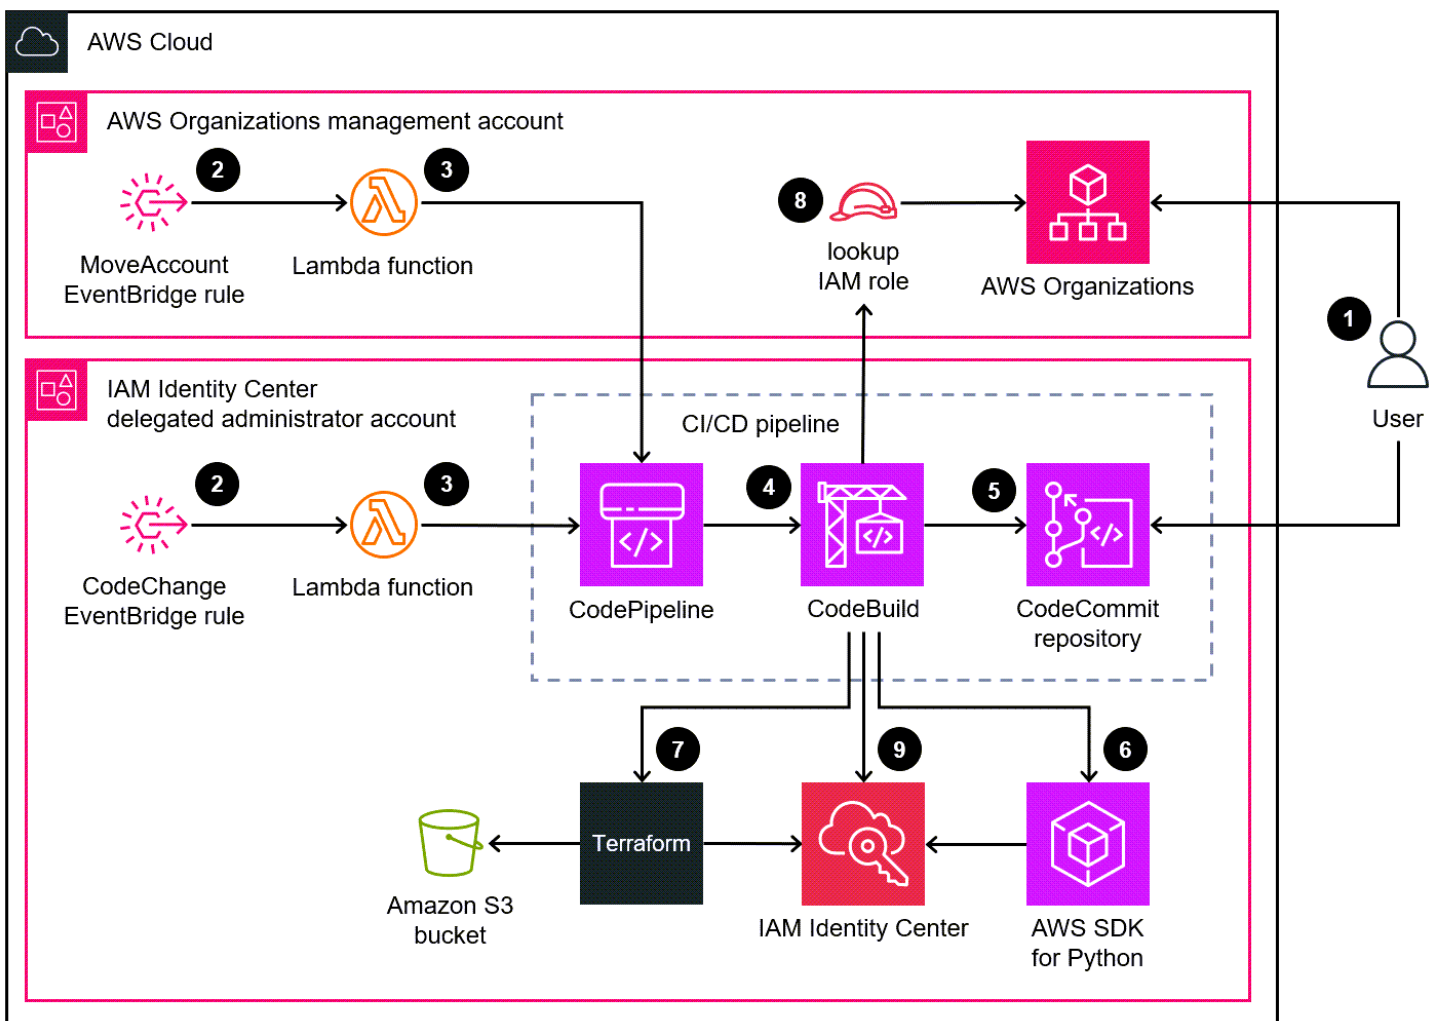 AWS Cloud
AWS Organizations management account
2
3
MoveAccount
EventBridge rule
Lambda function
8
lookup
IAM role
AWS Organizations
1
User
IAM Identity Center
delegated administrator account
CI/CD pipeline
2
3
4
5
CodeChange
EventBridge rule
Lambda function
CodePipeline
CodeBuild
CodeCommit
repository
7
9
6
Terraform
Amazon S3
bucket
IAM Identity Center
AWS SDK
for Python